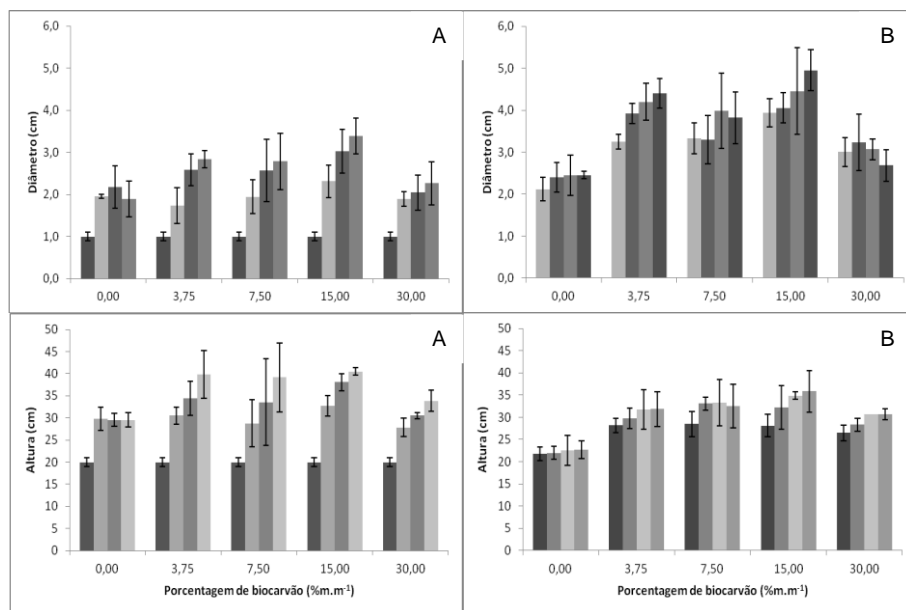 A
6,0
5,0
4,0
3,0
2,0
1,0
0,0
Diâmetro (cm)
0,00 3,75 7,50 15,00 30,00
B
6,0
5,0
4,0
3,0
2,0
1,0
0,0
Diâmetro (cm)
0,00 3,75 7,50 15,00 30,00
A
50
45
40
35
30
25
20
15
10
5
0
Altura (cm)
0,00 3,75 7,50 15,00 30,00
Porcentagem de biocarvão (%m.m⁻¹)
B
50
45
40
35
30
25
20
15
10
5
0
Altura (cm)
0,00 3,75 7,50 15,00 30,00
Porcentagem de biocarvão (%m.m⁻¹)